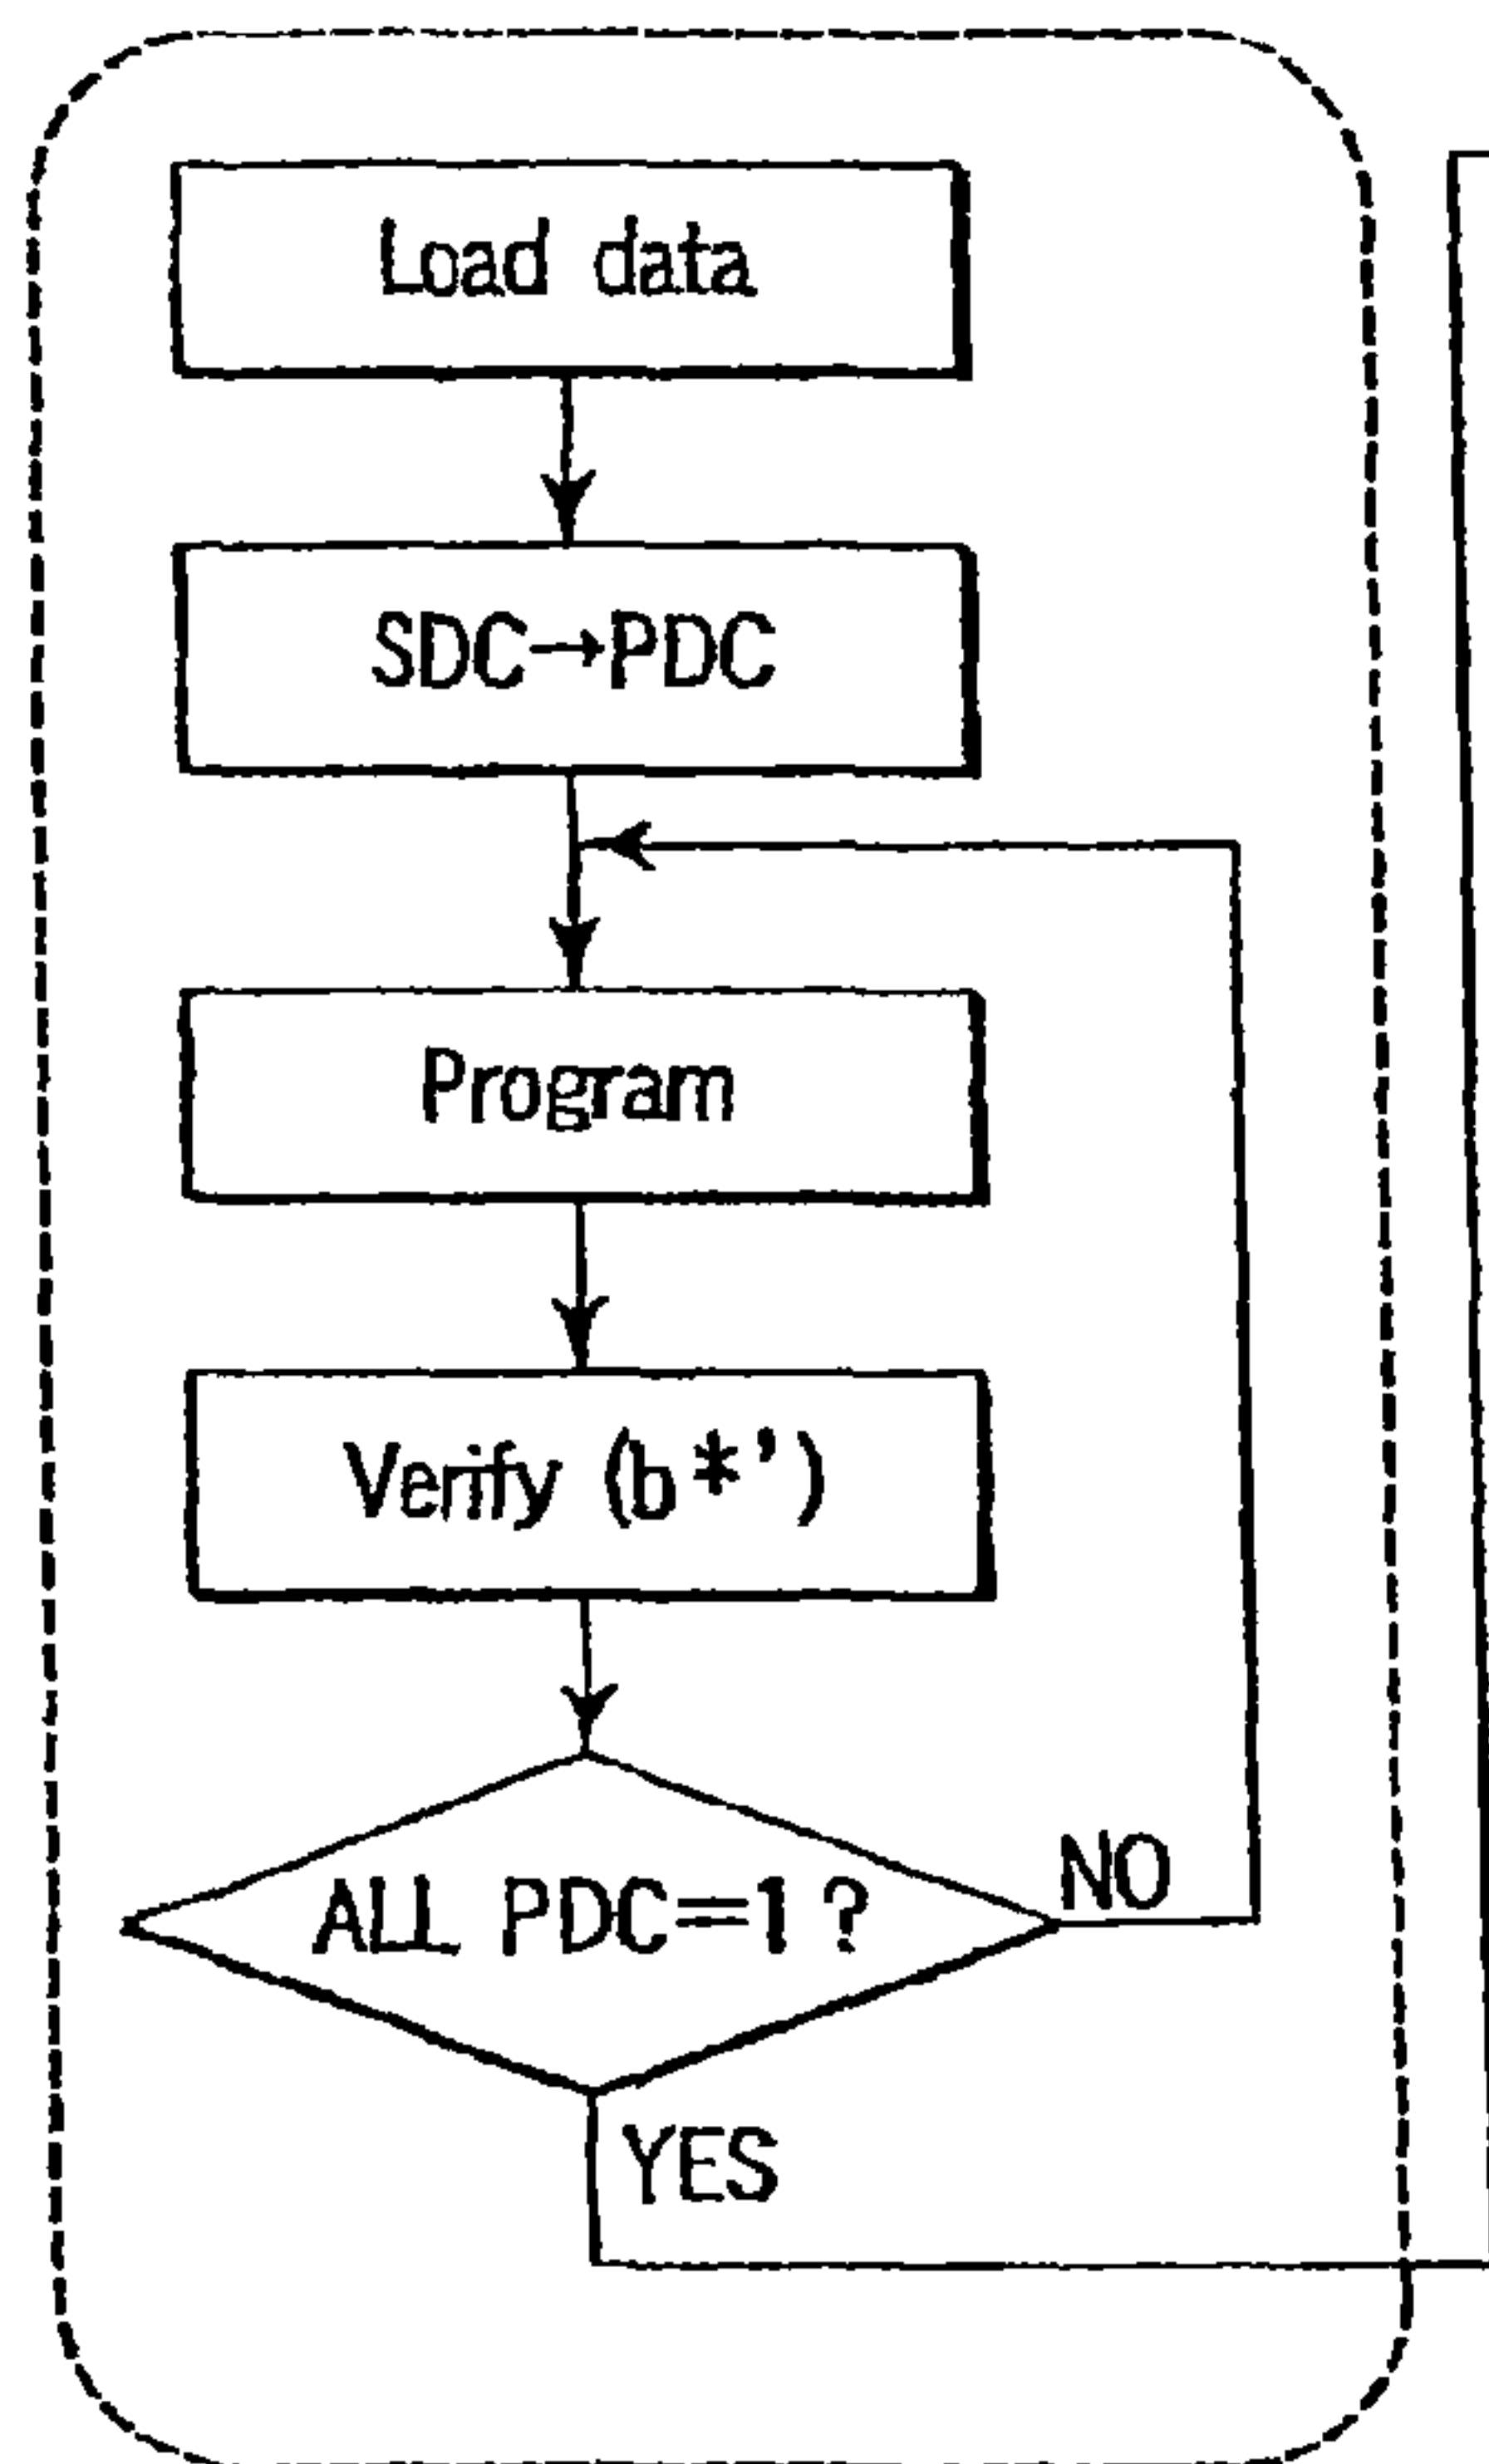 Load data
SDC→PDC
Program
Verify (b*')
ALL PDC=1?
NO
YES